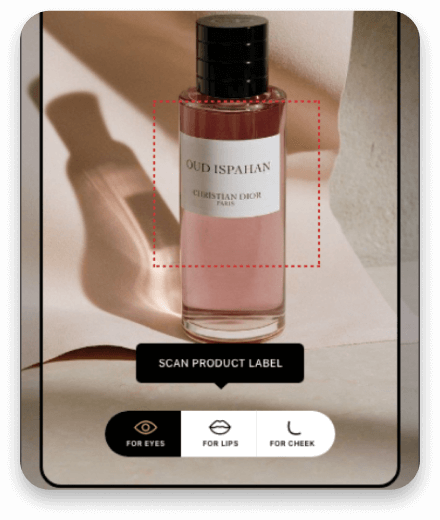 OUD ISPAHAN
CHRISTIAN DIOR
PARIS
SCAN PRODUCT LABEL
FOR EYES
FOR LIPS
FOR CHEEK